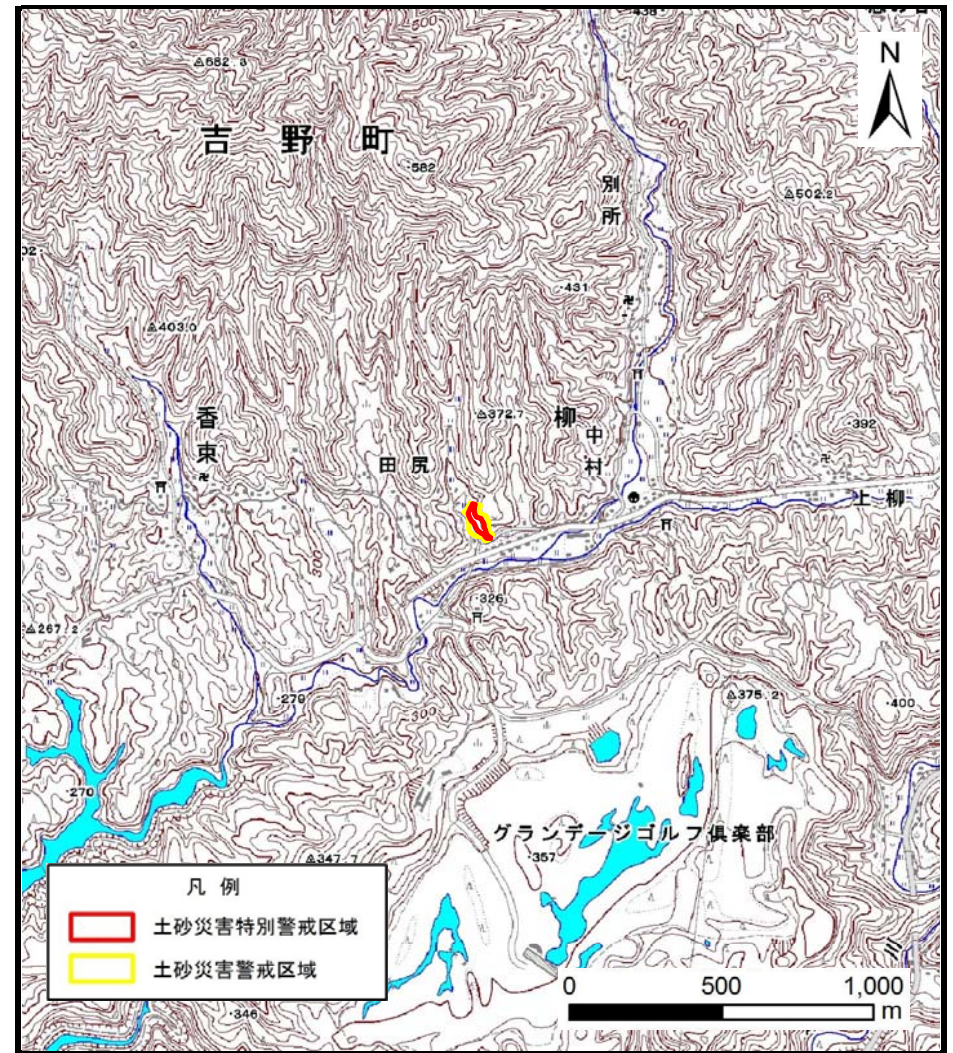 N
・438
△682.8
吉野町
・582
別所
△502.2
・431
△403.0
香束
△372.7
柳
中村
・392
田尻
上柳
・326
△267.2
・279
300
△375.2
・400
・270
グランデージゴルフ倶楽部
・357
△347.7
凡 例
土砂災害特別警戒区域
土砂災害警戒区域
0 500 1,000
m
・346